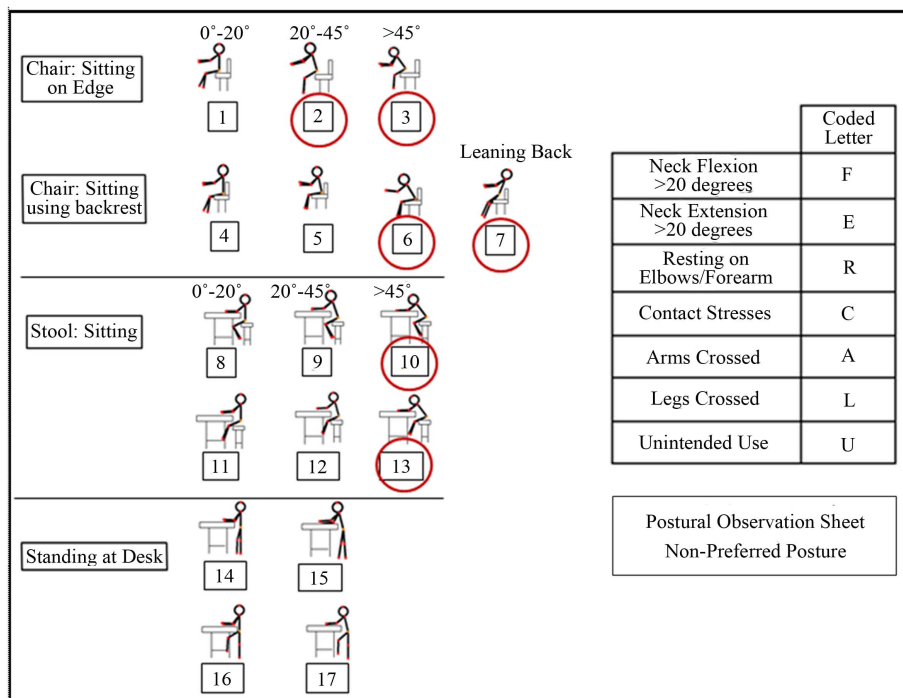 0˚-20˚ 20˚-45˚ >45˚
Chair: Sitting
on Edge
1 2 3
Leaning Back
Chair: Sitting
using backrest
4 5 6 7
0˚-20˚ 20˚-45˚ >45˚
Stool: Sitting
8 9 10
11 12 13
Standing at Desk
14 15
16 17
Coded
Letter
Neck Flexion
>20 degrees
F
Neck Extension
>20 degrees
E
Resting on
Elbows/Forearm
R
Contact Stresses C
Arms Crossed A
Legs Crossed L
Unintended Use U
Postural Observation Sheet
Non-Preferred Posture